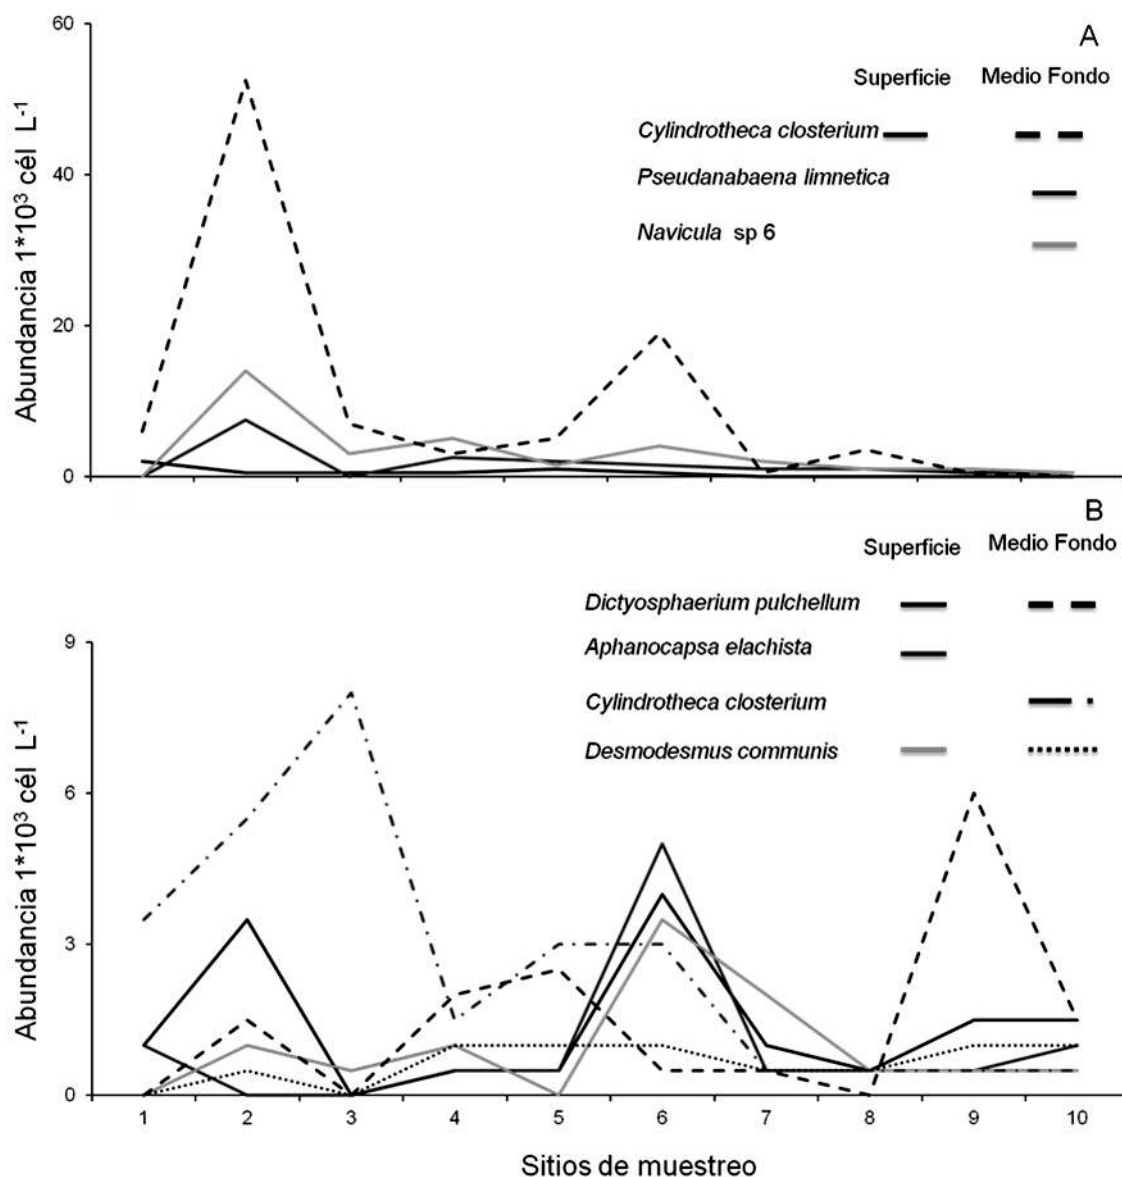 60
A
Superficie Medio Fondo
Cylindrotheca closterium
Pseudanabaena limnetica
Navicula sp 6
40
20
0
Abundancia 1*10³ cél L⁻¹
B
Superficie Medio Fondo
Dictyosphaerium pulchellum
Aphanocapsa elachista
Cylindrotheca closterium
Desmodesmus communis
9
6
3
0
Abundancia 1*10³ cél L⁻¹
1 2 3 4 5 6 7 8 9 10
Sitios de muestreo